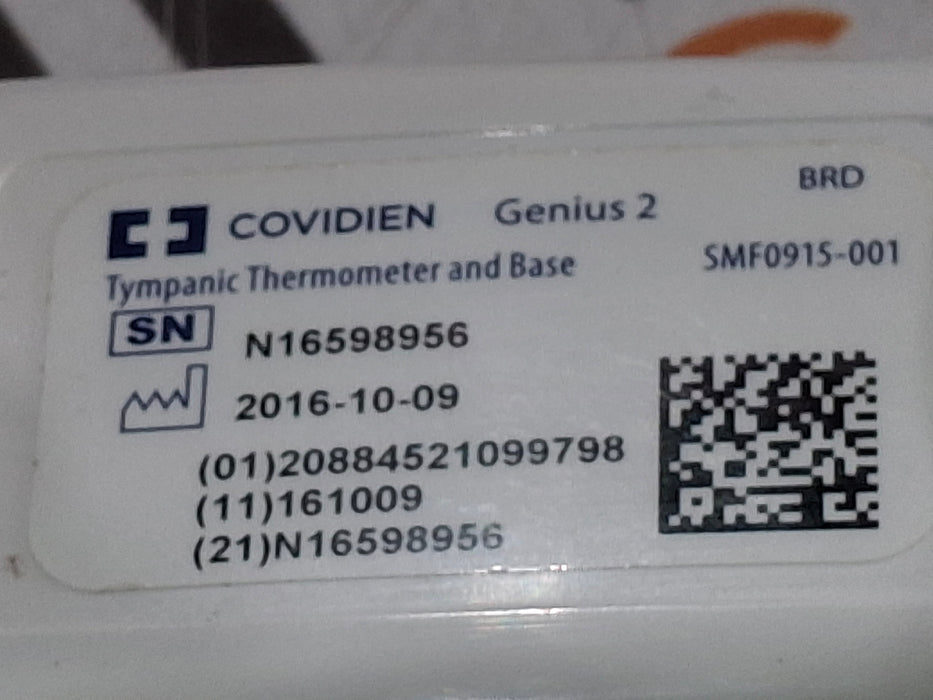 COVIDIEN Genius 2 BRD
Tympanic Thermometer and Base SMF0915-001
SN N16598956
2016-10-09
(01)20884521099798
(11)161009
(21)N16598956